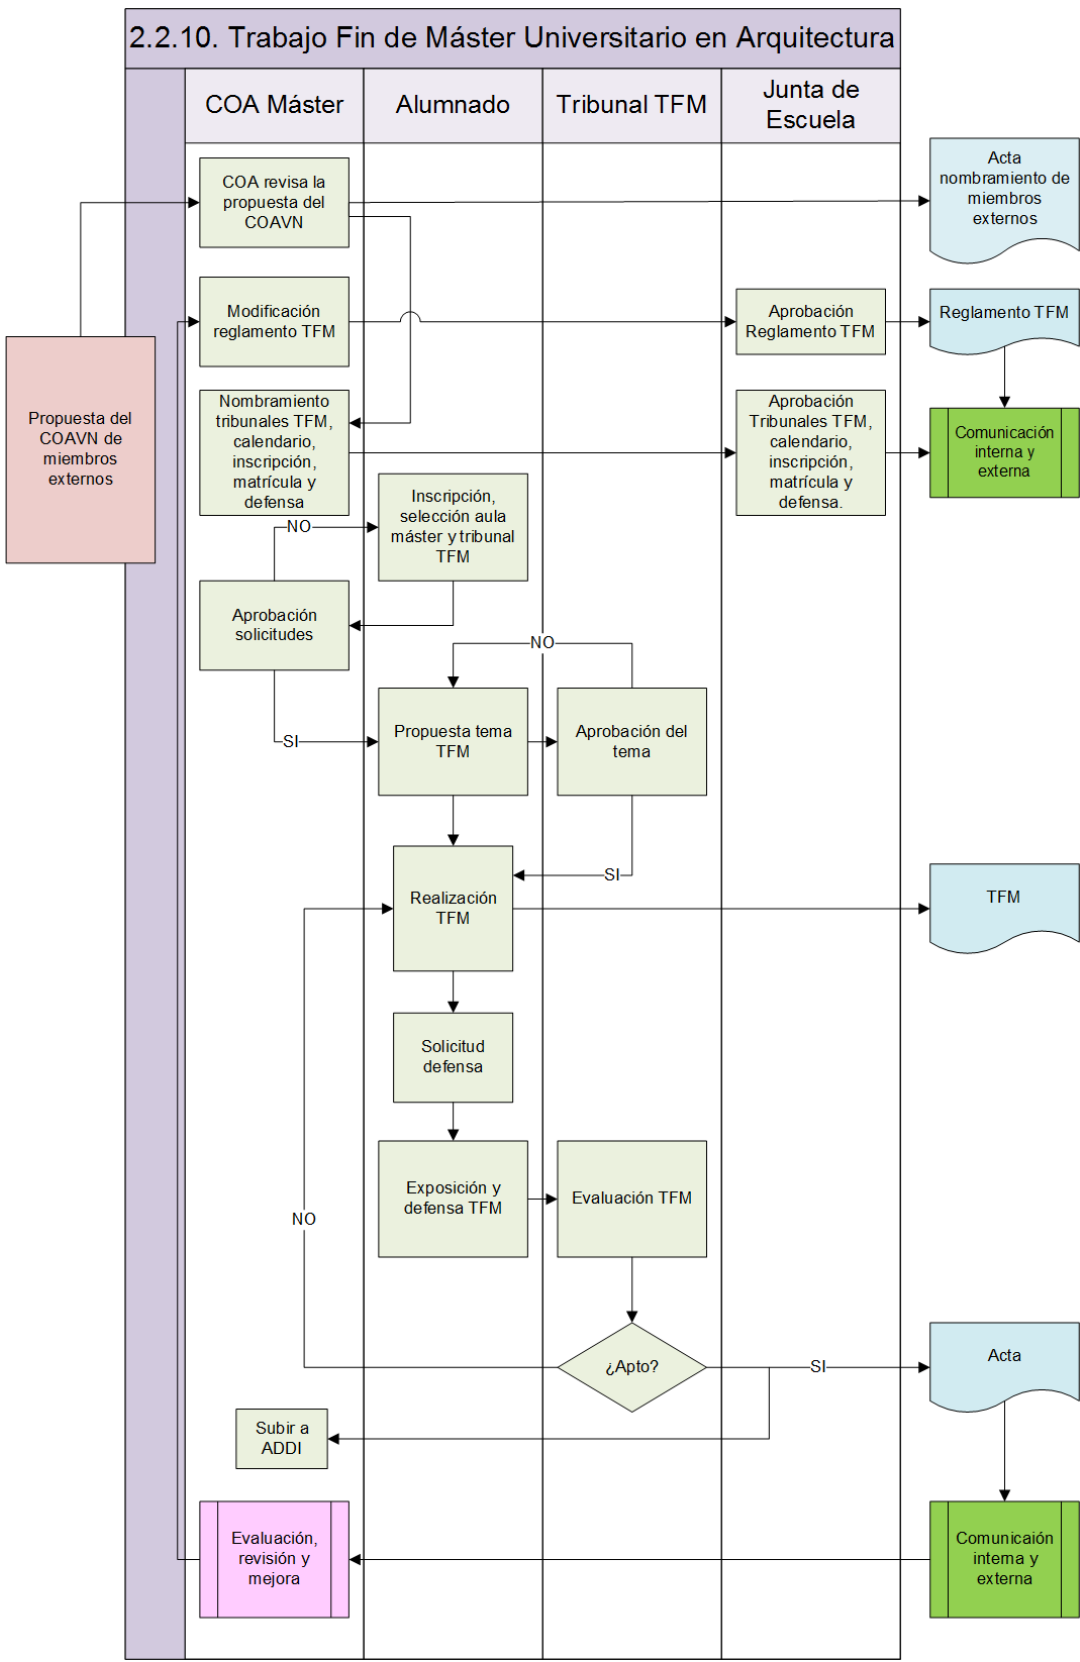 2.2.10. Trabajo Fin de Máster Universitario en Arquitectura
COA Máster
Alumnado
Tribunal TFM
Junta de
Escuela
COA revisa la
propuesta del
COAVN
Acta
nombramiento de
miembros
externos
Modificación
reglamento TFM
Aprobación
Reglamento TFM
Reglamento TFM
Propuesta del
COAVN de
miembros
externos
Nombramiento
tribunales TFM,
calendario,
inscripción,
matrícula y
defensa
Aprobación
Tribunales TFM,
calendario,
inscripción,
matrícula y
defensa.
Comunicación
interna y
externa
Inscripción,
selección aula
máster y tribunal
TFM
NO
Aprobación
solicitudes
NO
SI
Propuesta tema
TFM
Aprobación del
tema
SI
Realización
TFM
TFM
Solicitud
defensa
Exposición y
defensa TFM
Evaluación TFM
NO
¿Apto?
SI
Acta
Subir a
ADDI
Evaluación,
revisión y
mejora
Comunicaión
interna y
externa